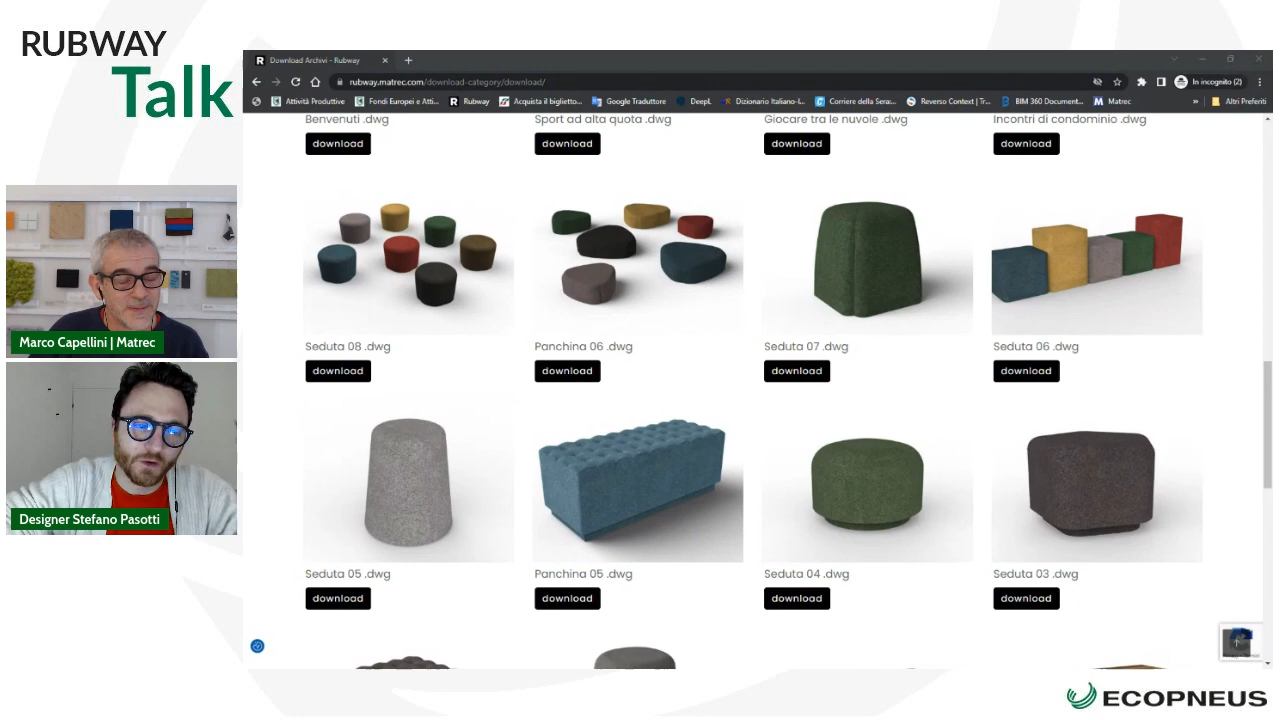 RUBWAY
Talk
Download Archivi - Rubway
rubway.matrec.com/download-category/download/
In incognito (2)
Attività Produttive
Fondi Europei e Atti...
Rubway
Acquista il biglietto...
Google Traduttore
DeepL
Dizionario Italiano-I...
Corriere della Sera:...
Reverso Context | Tr...
BIM 360 Document...
Matrec
»
Altri Preferiti
Benvenuti .dwg
Sport ad alta quota .dwg
Giocare tra le nuvole .dwg
Incontri di condominio .dwg
download
download
download
download
Seduta 08 .dwg
Panchina 06 .dwg
Seduta 07 .dwg
Seduta 06 .dwg
download
download
download
download
Seduta 05 .dwg
Panchina 05 .dwg
Seduta 04 .dwg
Seduta 03 .dwg
download
download
download
download
Marco Capellini | Matrec
Designer Stefano Pasotti
ECOPNEUS